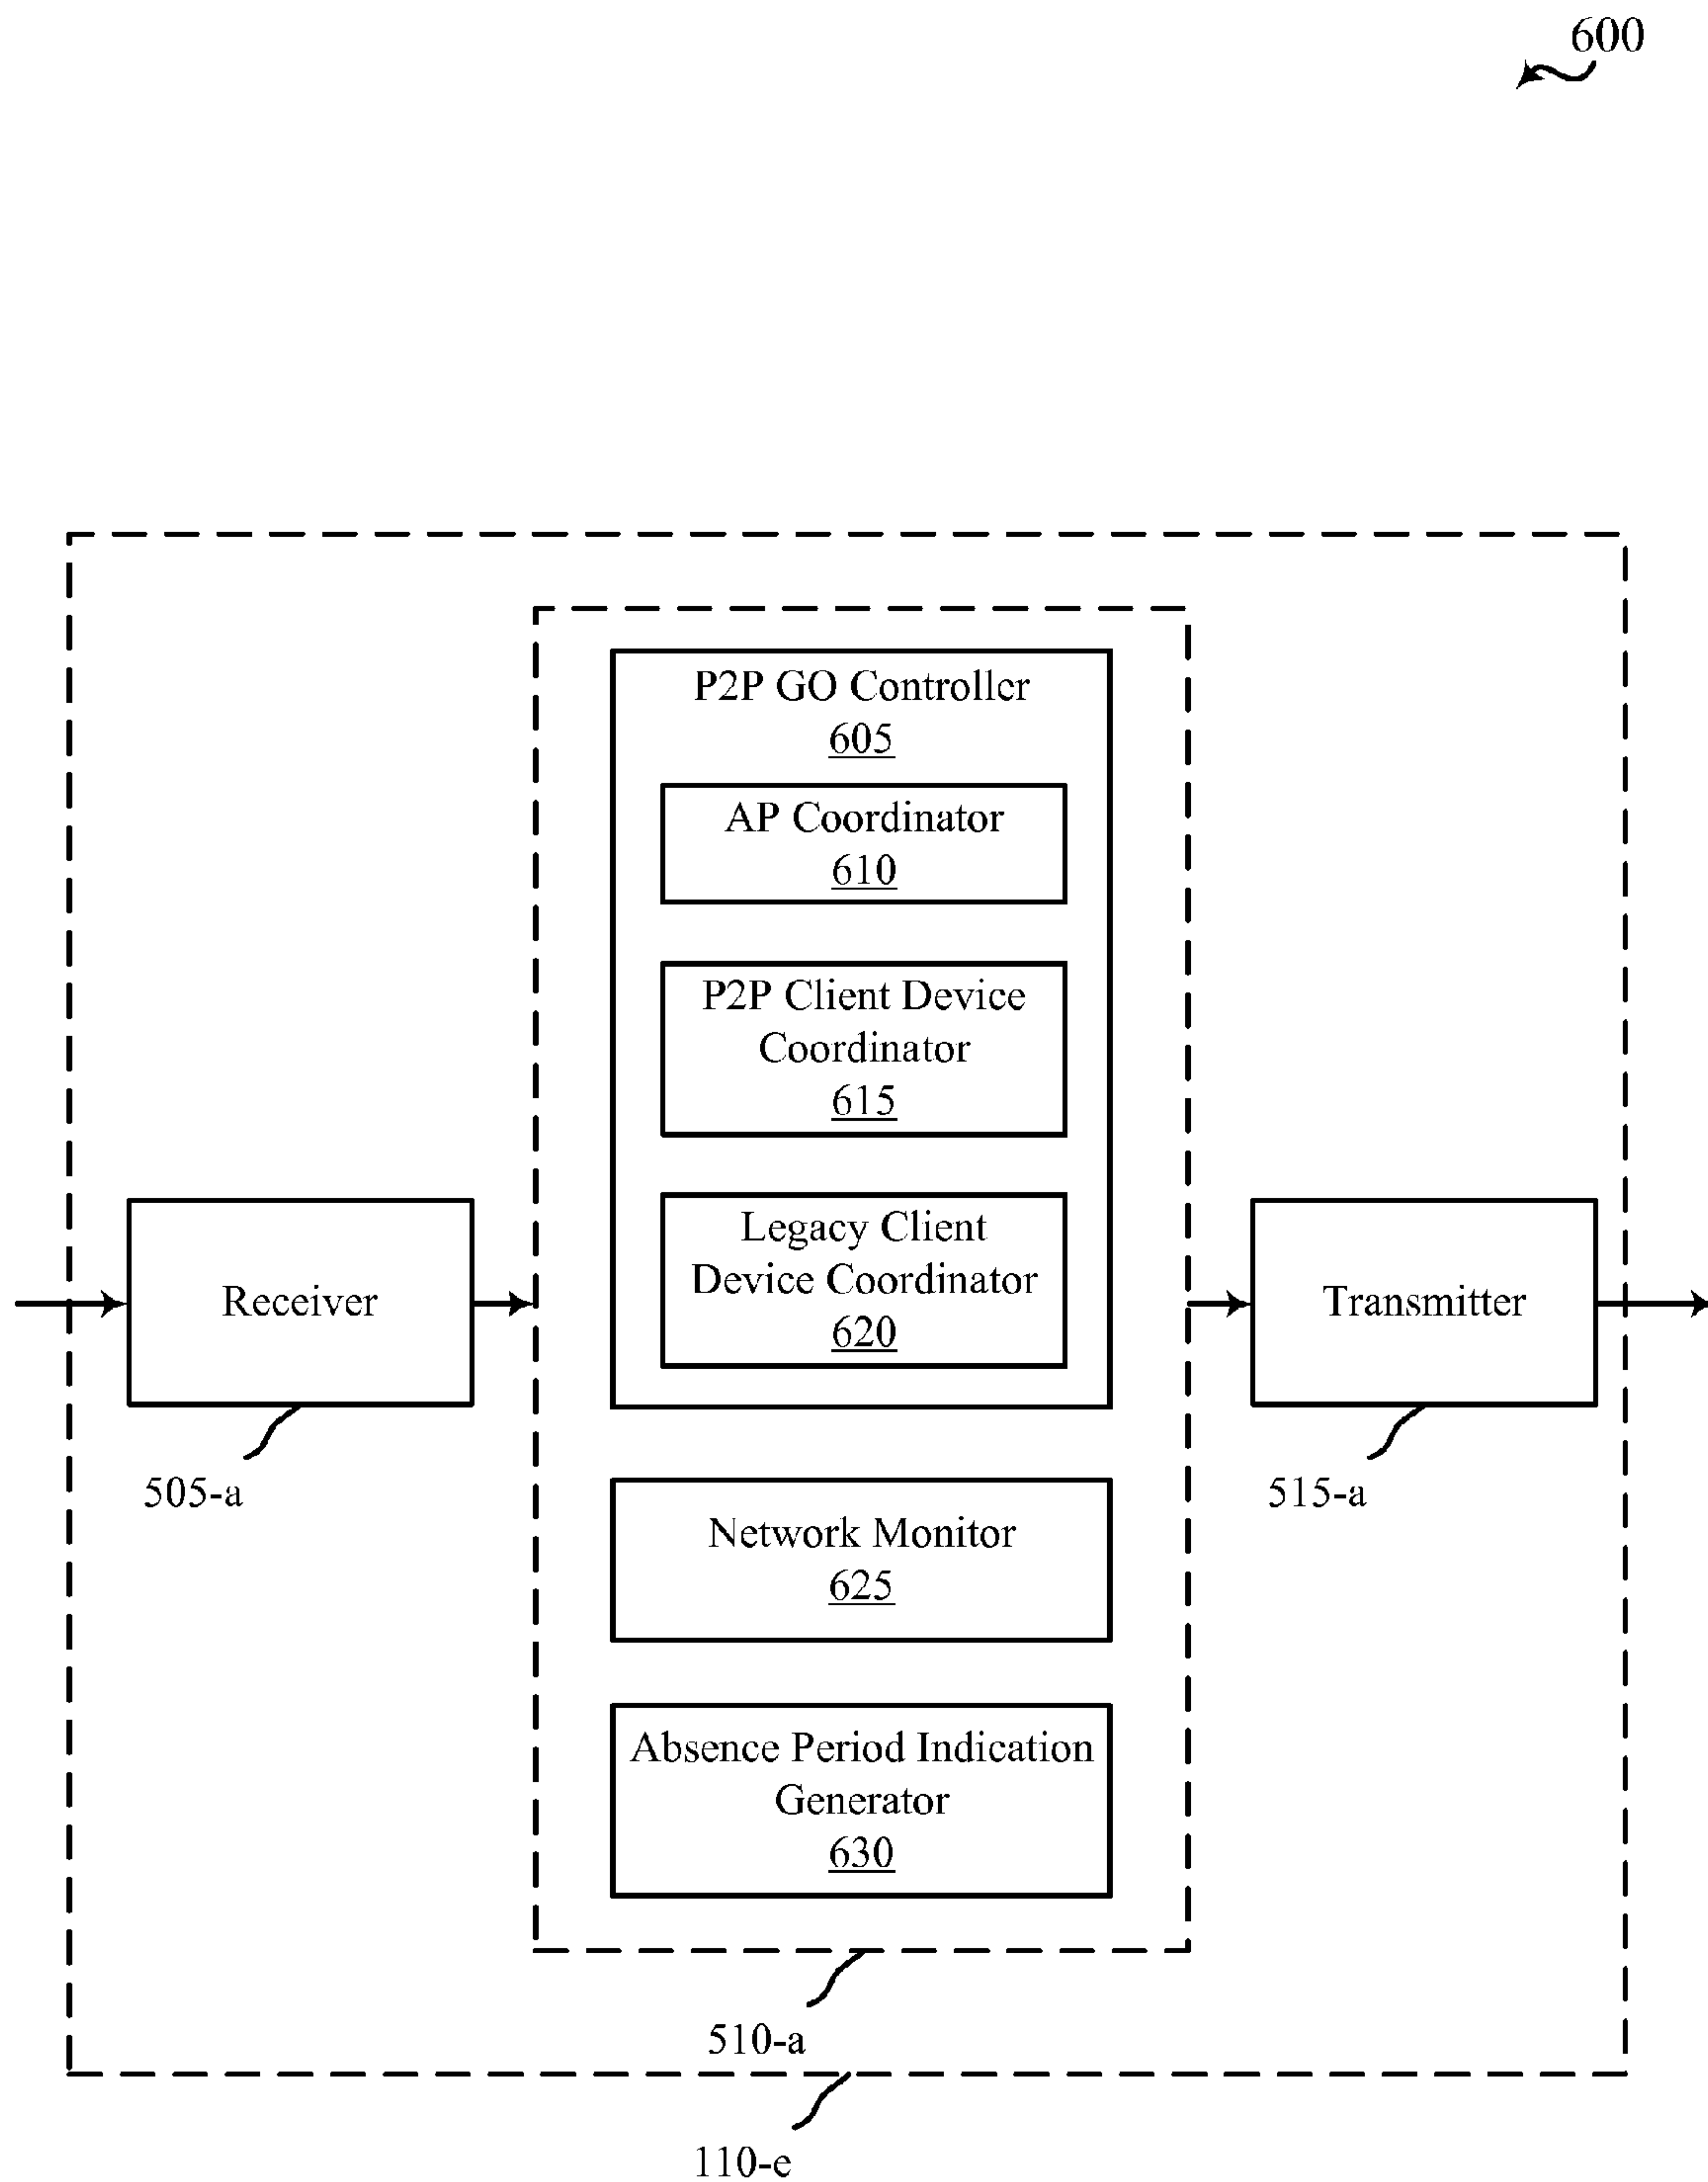 600
P2P GO Controller
605
AP Coordinator
610
P2P Client Device
Coordinator
615
Legacy Client
Device Coordinator
620
Receiver
Transmitter
505-a
515-a
Network Monitor
625
Absence Period Indication
Generator
630
510-a
110-e